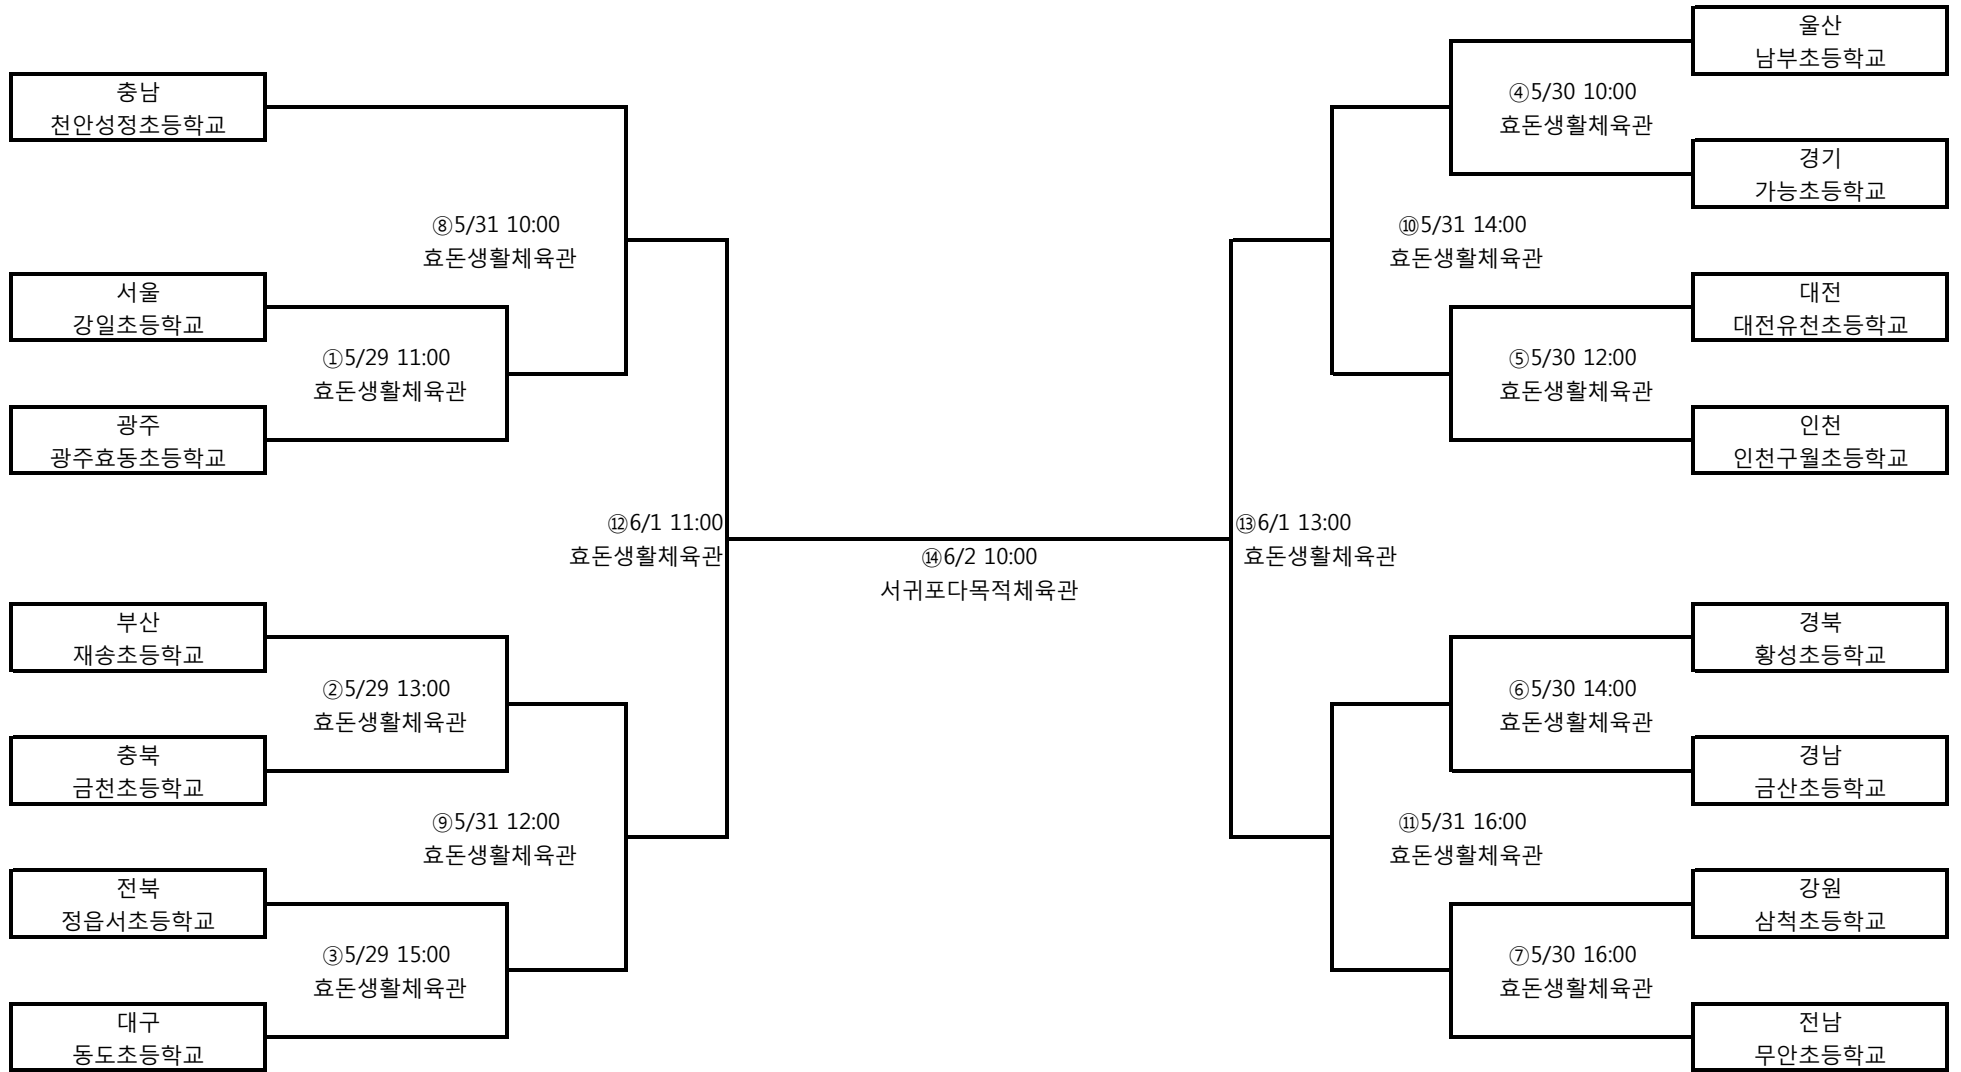 충남
천안성정초등학교
⑧5/31 10:00
효돈생활체육관
서울
강일초등학교
①5/29 11:00
효돈생활체육관
광주
광주효동초등학교
⑫6/1 11:00
효돈생활체육관
부산
재송초등학교
②5/29 13:00
효돈생활체육관
충북
금천초등학교
⑨5/31 12:00
효돈생활체육관
전북
정읍서초등학교
③5/29 15:00
효돈생활체육관
대구
동도초등학교
⑭6/2 10:00
서귀포다목적체육관
울산
남부초등학교
④5/30 10:00
효돈생활체육관
경기
가능초등학교
⑩5/31 14:00
효돈생활체육관
대전
대전유천초등학교
⑤5/30 12:00
효돈생활체육관
인천
인천구월초등학교
⑬6/1 13:00
효돈생활체육관
경북
황성초등학교
⑥5/30 14:00
효돈생활체육관
경남
금산초등학교
⑪5/31 16:00
효돈생활체육관
강원
삼척초등학교
⑦5/30 16:00
효돈생활체육관
전남
무안초등학교